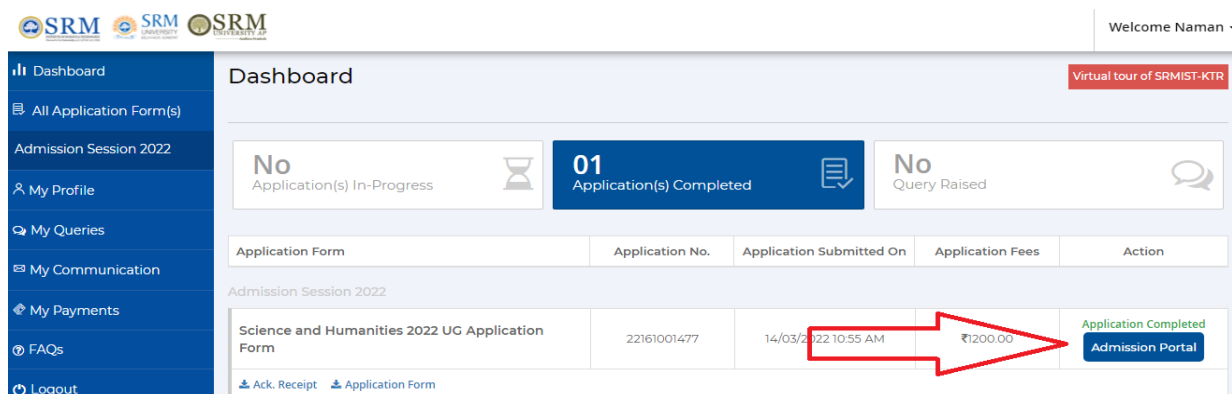 SRM SRM UNIVERSITY SRM UNIVERSITY AP
Welcome Naman
Dashboard
All Application Form(s)
Admission Session 2022
My Profile
My Queries
My Communication
My Payments
FAQs
Logout
Dashboard
Virtual tour of SRMIST-KTR
No
Application(s) In-Progress
01
Application(s) Completed
No
Query Raised
Application Form Application No. Application Submitted On Application Fees Action
Admission Session 2022
Science and Humanities 2022 UG Application
Form
22161001477 14/03/2022 10:55 AM ₹1200.00
Application Completed
Admission Portal
Ack. Receipt Application Form